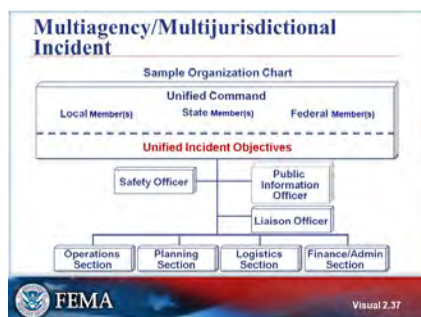 Multiagency/Multijurisdictional
Incident
Sample Organization Chart
Unified Command
Local Member(s) State Member(s) Federal Member(s)
Unified Incident Objectives
Safety Officer
Public
Information
Officer
Liaison Officer
Operations
Section
Planning
Section
Logistics
Section
Finance/Admin
Section
FEMA
Visual 2.37